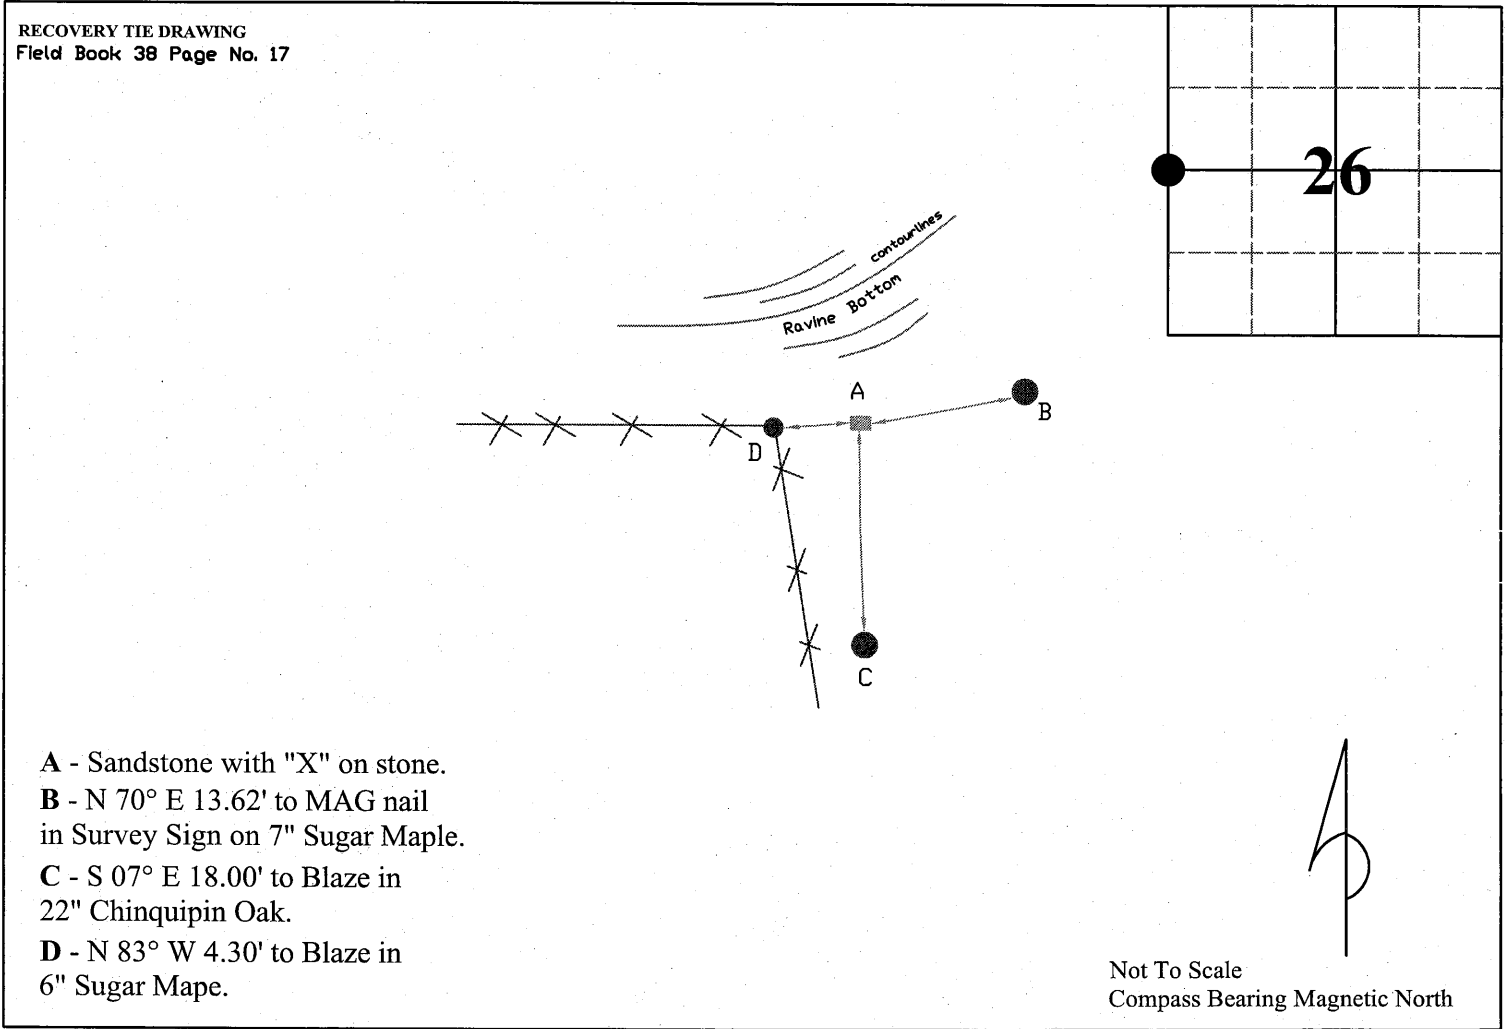 RECOVERY TIE DRAWING
Field Book 38 Page No. 17
26
contourlines
Ravine Bottom
A
B
D
C
A - Sandstone with "X" on stone.
B - N 70° E 13.62' to MAG nail
in Survey Sign on 7" Sugar Maple.
C - S 07° E 18.00' to Blaze in
22" Chinquipin Oak.
D - N 83° W 4.30' to Blaze in
6" Sugar Mape.
Not To Scale
Compass Bearing Magnetic North